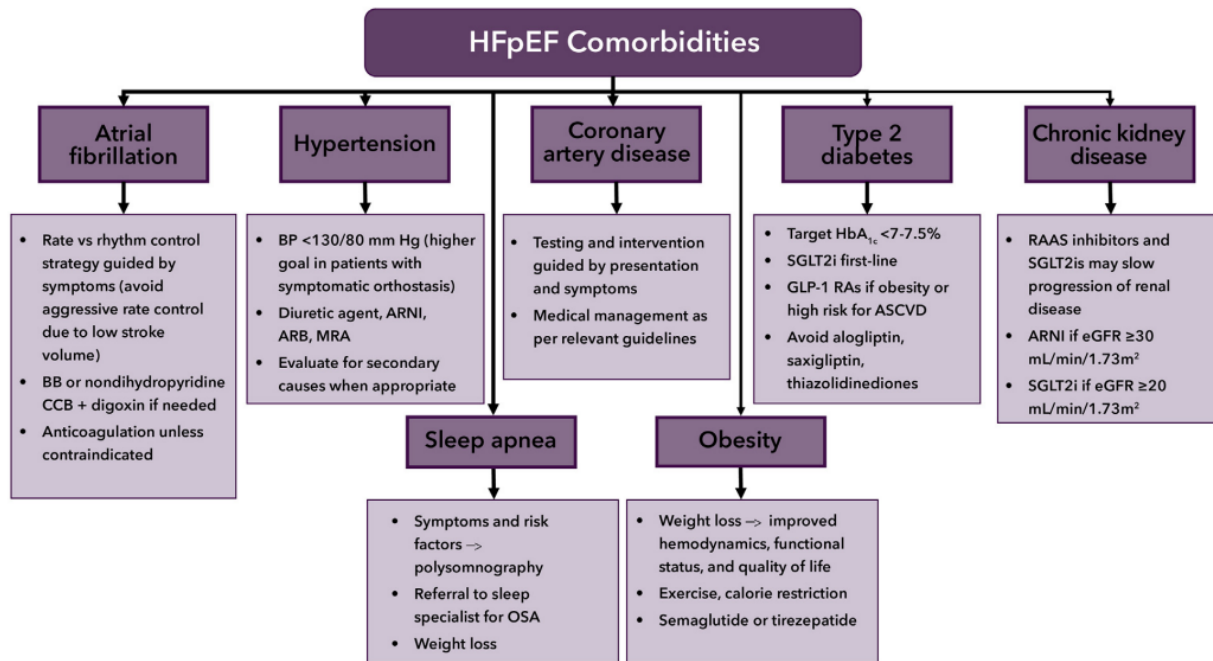 HFpEF Comorbidities
Atrial
fibrillation
• Rate vs rhythm control
strategy guided by
symptoms (avoid
aggressive rate control
due to low stroke
volume)
• BB or nondihydropyridine
CCB + digoxin if needed
• Anticoagulation unless
contraindicated
Hypertension
• BP <130/80 mm Hg (higher
goal in patients with
symptomatic orthostasis)
• Diuretic agent, ARNI,
ARB, MRA
• Evaluate for secondary
causes when appropriate
Coronary
artery disease
• Testing and intervention
guided by presentation
and symptoms
• Medical management as
per relevant guidelines
Type 2
diabetes
• Target HbA1c <7-7.5%
• SGLT2i first-line
• GLP-1 RAs if obesity or
high risk for ASCVD
• Avoid alogliptin,
saxigliptin,
thiazolidinediones
Chronic kidney
disease
• RAAS inhibitors and
SGLT2is may slow
progression of renal
disease
• ARNI if eGFR ≥30
mL/min/1.73m²
• SGLT2i if eGFR ≥20
mL/min/1.73m²
Sleep apnea
• Symptoms and risk
factors —>
polysomnography
• Referral to sleep
specialist for OSA
• Weight loss
Obesity
• Weight loss —> improved
hemodynamics, functional
status, and quality of life
• Exercise, calorie restriction
• Semaglutide or tirzepatide